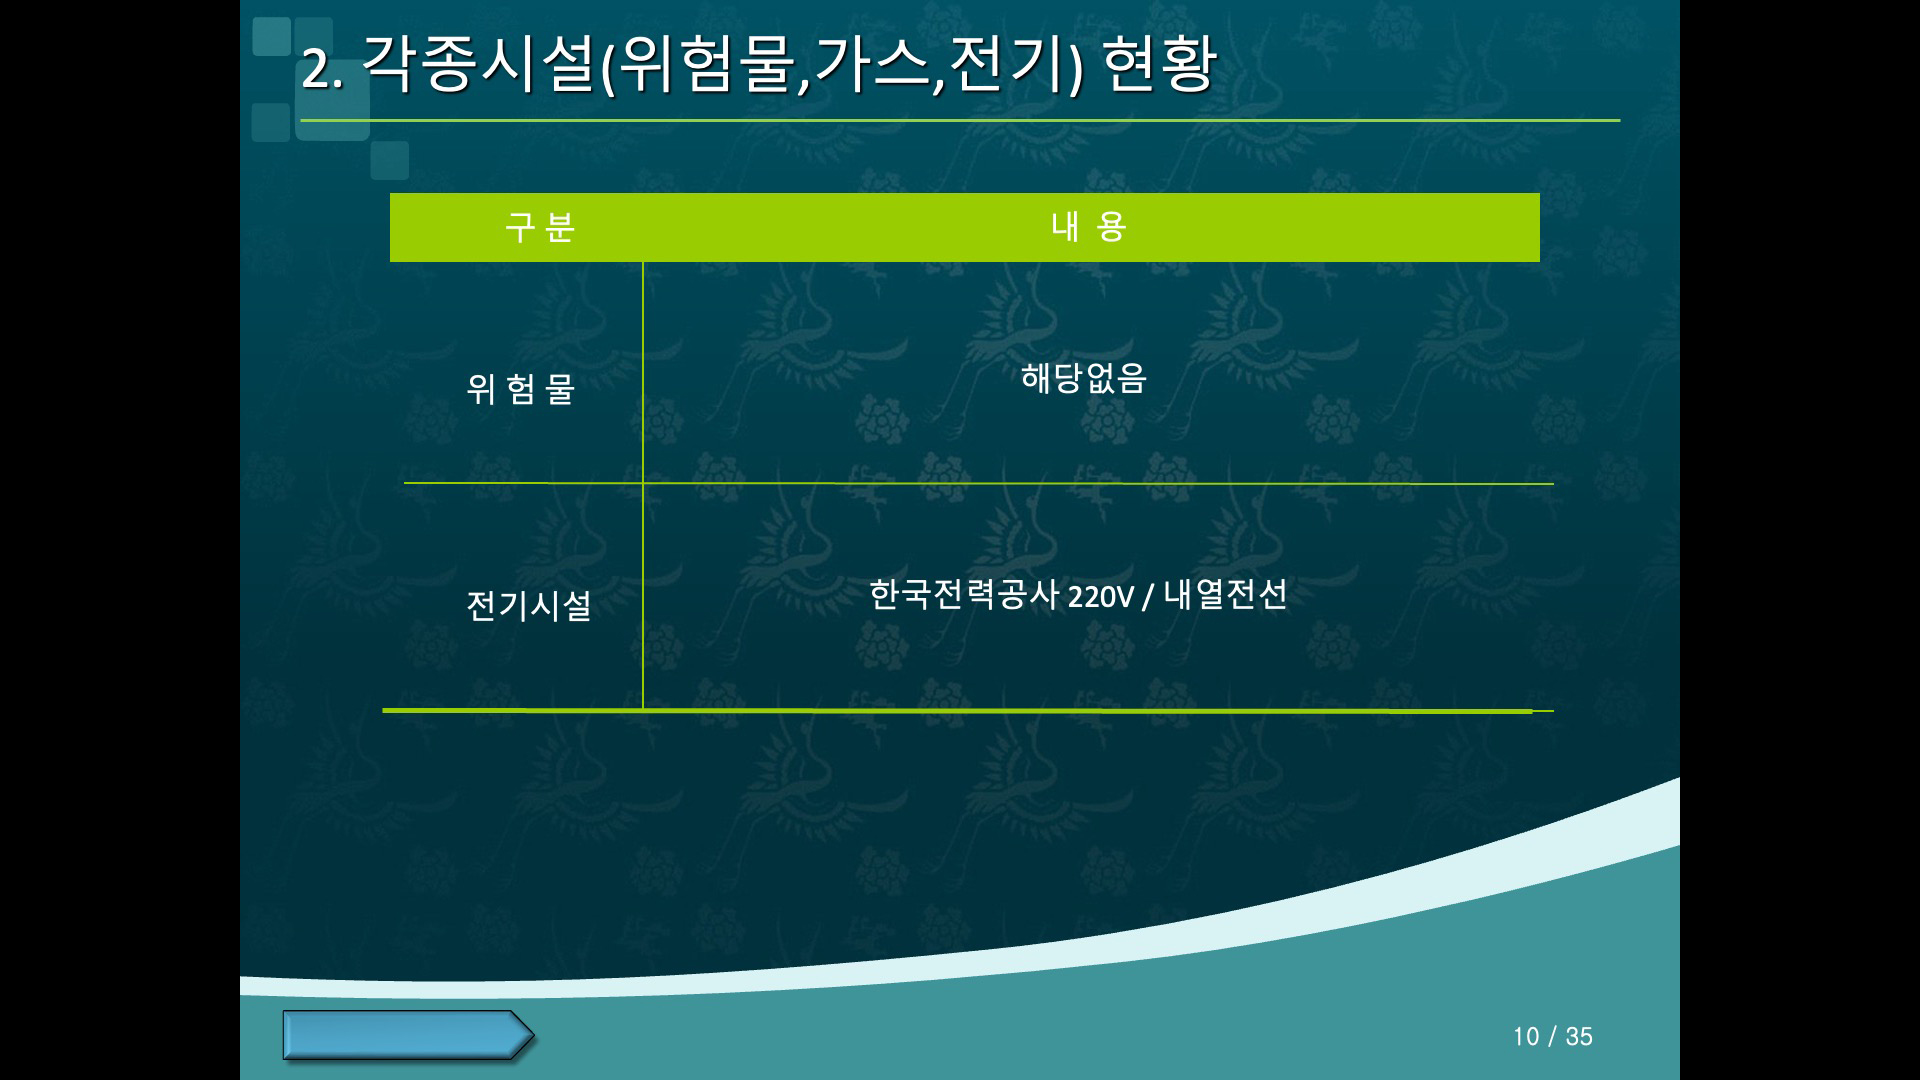 2. 각종시설(위험물,가스,전기) 현황
구 분 내 용
위 험 물 해당없음
전기시설 한국전력공사 220V / 내열전선
10 / 35